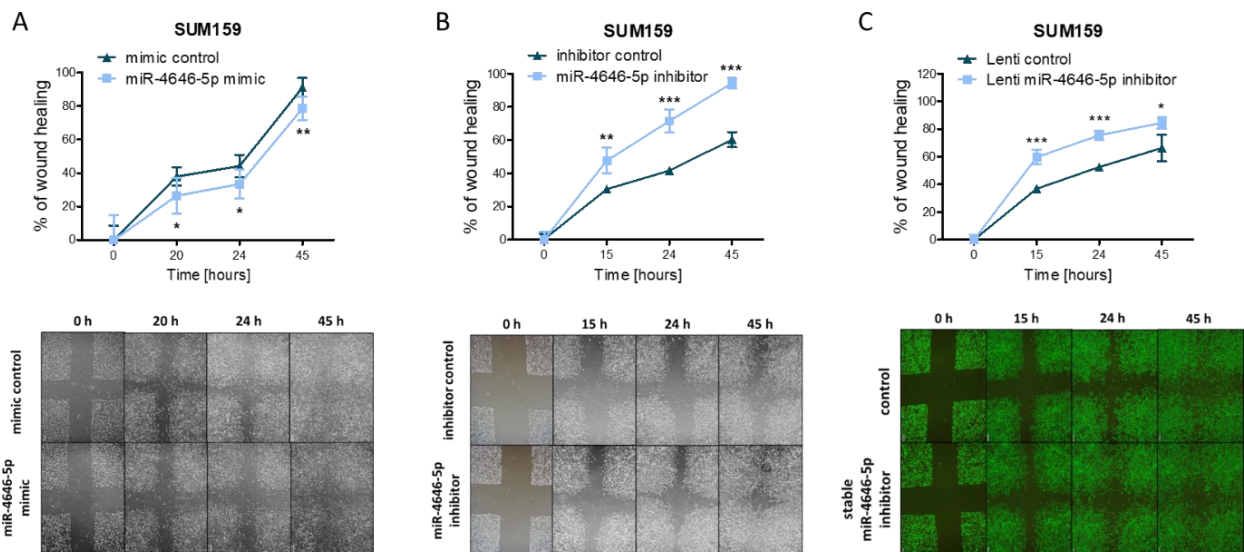 A
SUM159
mimic control
miR-4646-5p mimic
% of wound healing
100
80
60
40
20
0
*
*
**
0
20
24
45
Time [hours]
0 h
20 h
24 h
45 h
mimic control
miR-4646-5p
mimic
B
SUM159
inhibitor control
miR-4646-5p inhibitor
% of wound healing
100
80
60
40
20
0
**
***
***
0
15
24
45
Time [hours]
0 h
15 h
24 h
45 h
inhibitor control
miR-4646-5p
inhibitor
C
SUM159
Lenti control
Lenti miR-4646-5p inhibitor
% of wound healing
120
100
80
60
40
20
0
***
***
*
0
15
24
45
Time [hours]
0 h
15 h
24 h
45 h
control
stable
miR-4646-5p
inhibitor